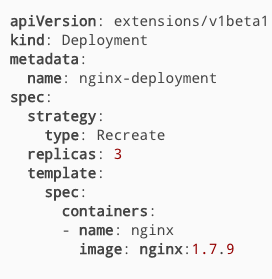 apiVersion: extensions/v1beta1
kind: Deployment
metadata:
  name: nginx-deployment
spec:
  strategy:
    type: Recreate
  replicas: 3
  template:
    spec:
      containers:
      - name: nginx
        image: nginx:1.7.9